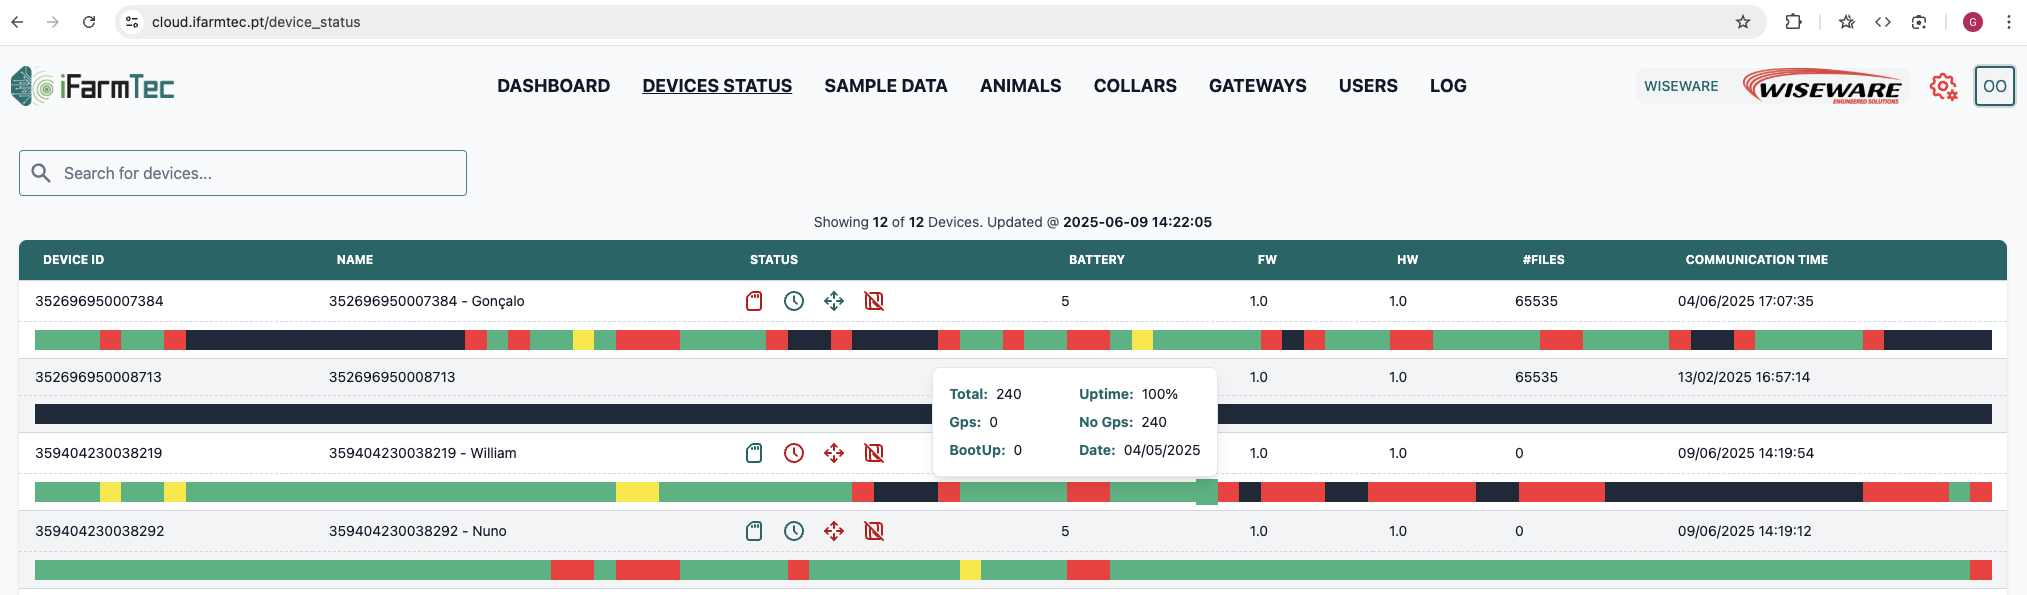 cloud.ifarmtec.pt/device_status
G
iFarmTec
DASHBOARD DEVICES STATUS SAMPLE DATA ANIMALS COLLARS GATEWAYS USERS LOG
WISEWARE WISEWARE OO
ENGINEERED SOLUTIONS
Search for devices...
Showing 12 of 12 Devices. Updated @ 2025-06-09 14:22:05
DEVICE ID NAME STATUS BATTERY FW HW #FILES COMMUNICATION TIME
352696950007384 352696950007384 - Gonçalo 5 1.0 1.0 65535 04/06/2025 17:07:35
352696950008713 352696950008713 1.0 1.0 65535 13/02/2025 16:57:14
Total: 240 Uptime: 100%
Gps: 0 No Gps: 240
BootUp: 0 Date: 04/05/2025
359404230038219 359404230038219 - William 1.0 1.0 0 09/06/2025 14:19:54
359404230038292 359404230038292 - Nuno 5 1.0 1.0 0 09/06/2025 14:19:12